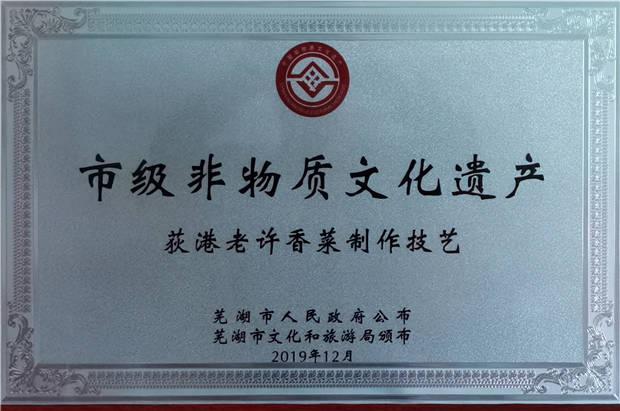 市级非物质文化遗产
荻港老许香菜制作技艺
芜湖市人民政府公布
芜湖市文化和旅游局颁布
2019年12月